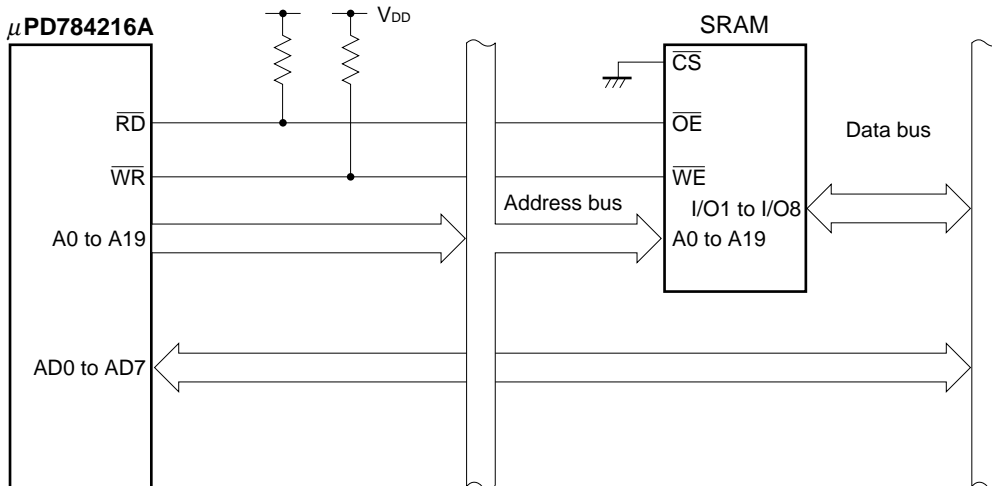 μPD784216A
VDD
SRAM
CS
RD
OE
Data bus
WR
WE
Address bus
I/O1 to I/O8
A0 to A19
A0 to A19
AD0 to AD7